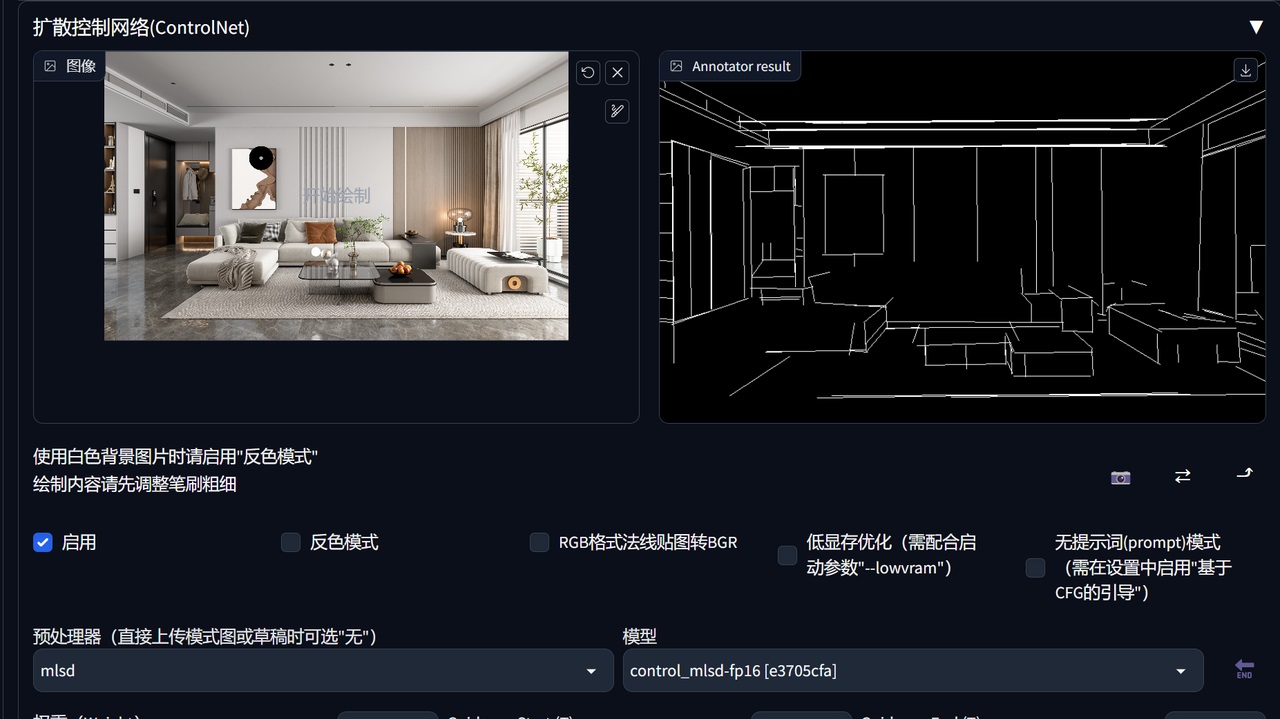 扩散控制网络(ControlNet)
▼
图像
Annotator result
开始绘制
使用白色背景图片时请启用"反色模式"
绘制内容请先调整笔刷粗细
启用
反色模式
RGB格式法线贴图转BGR
低显存优化（需配合启
动参数"--lowvram"）
无提示词(prompt)模式
（需在设置中启用"基于
CFG的引导"）
预处理器（直接上传模式图或草稿时可选"无"）
模型
mlsd
control_mlsd-fp16 [e3705cfa]
END